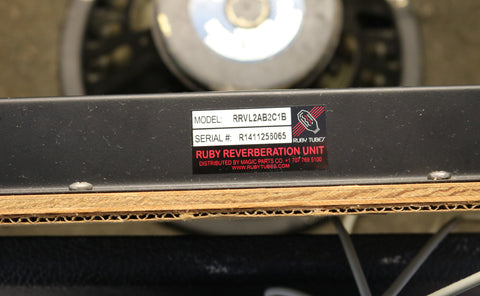 MODEL: RRVL2AB2C1B
SERIAL #: R1411256065
RUBY TUBES
RUBY REVERBERATION UNIT
DISTRIBUTED BY MAGIC PARTS CO. +1 707 769 5100
WWW.RUBYTUBES.COM